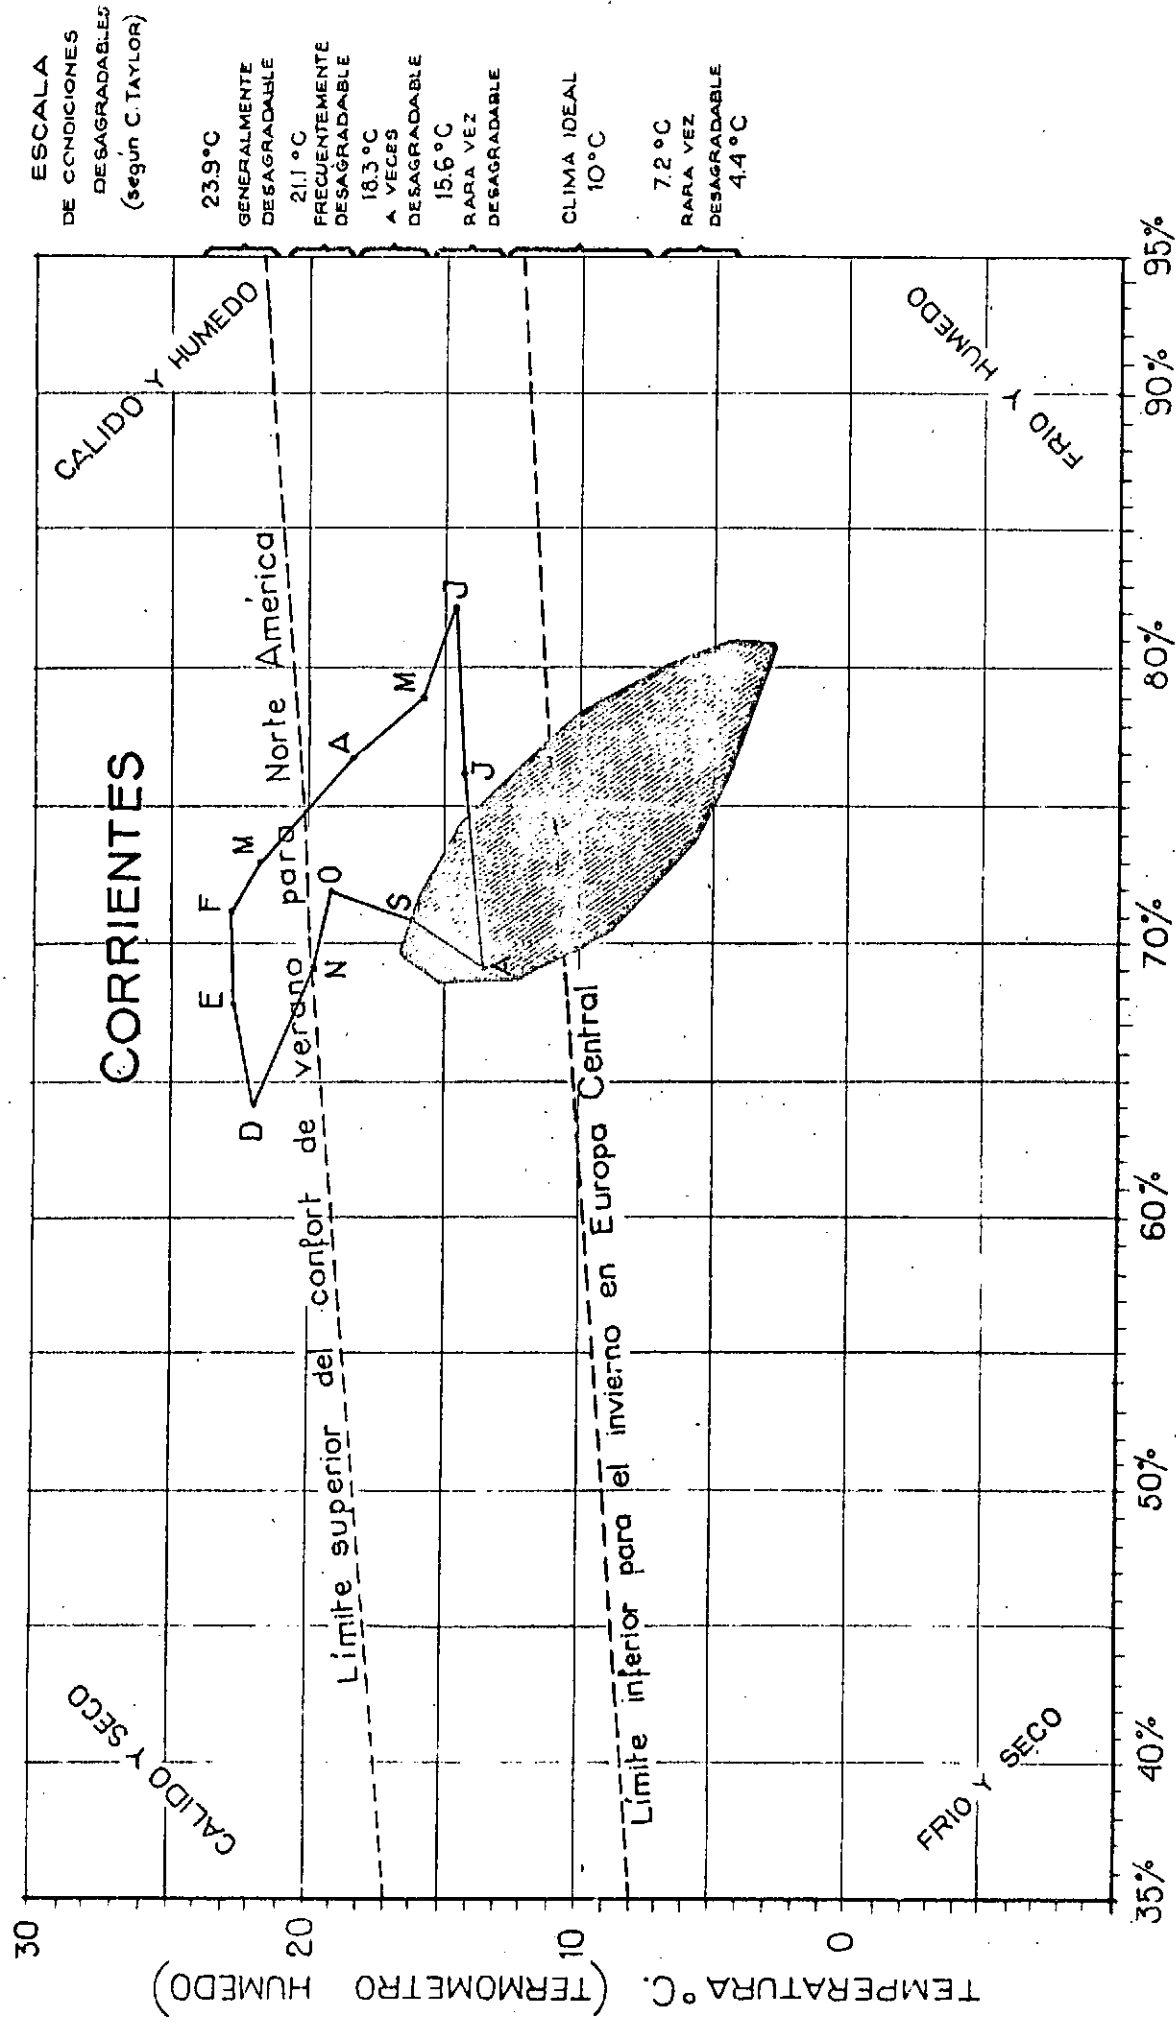 CORRIENTES
ESCALA
DE CONDICIONES
DESAGRADABLES
(según C. TAYLOR)
23.9°C
GENERALMENTE
DESAGRADABLE
21.1 °C
FRECUENTEMENTE
DESAGRADABLE
18.3 °C
A VECES
DESAGRADABLE
15.6 °C
RARA VEZ
DESAGRADABLE
CLIMA IDEAL
10°C
7.2 °C
RARA VEZ
DESAGRADABLE
4.4 °C
CALIDO Y SECO
CALIDO Y HUMEDO
Límite superior del confort de verano para Norte América
D
E
F
M
A
M
J
J
A
S
O
N
Límite inferior para el invierno en Europa Central
FRIO Y SECO
FRIO Y HUMEDO
TEMPERATURA °C. (TERMOMETRO HUMEDO)
30
20
10
0
35% 40% 50% 60% 70% 80% 90% 95%